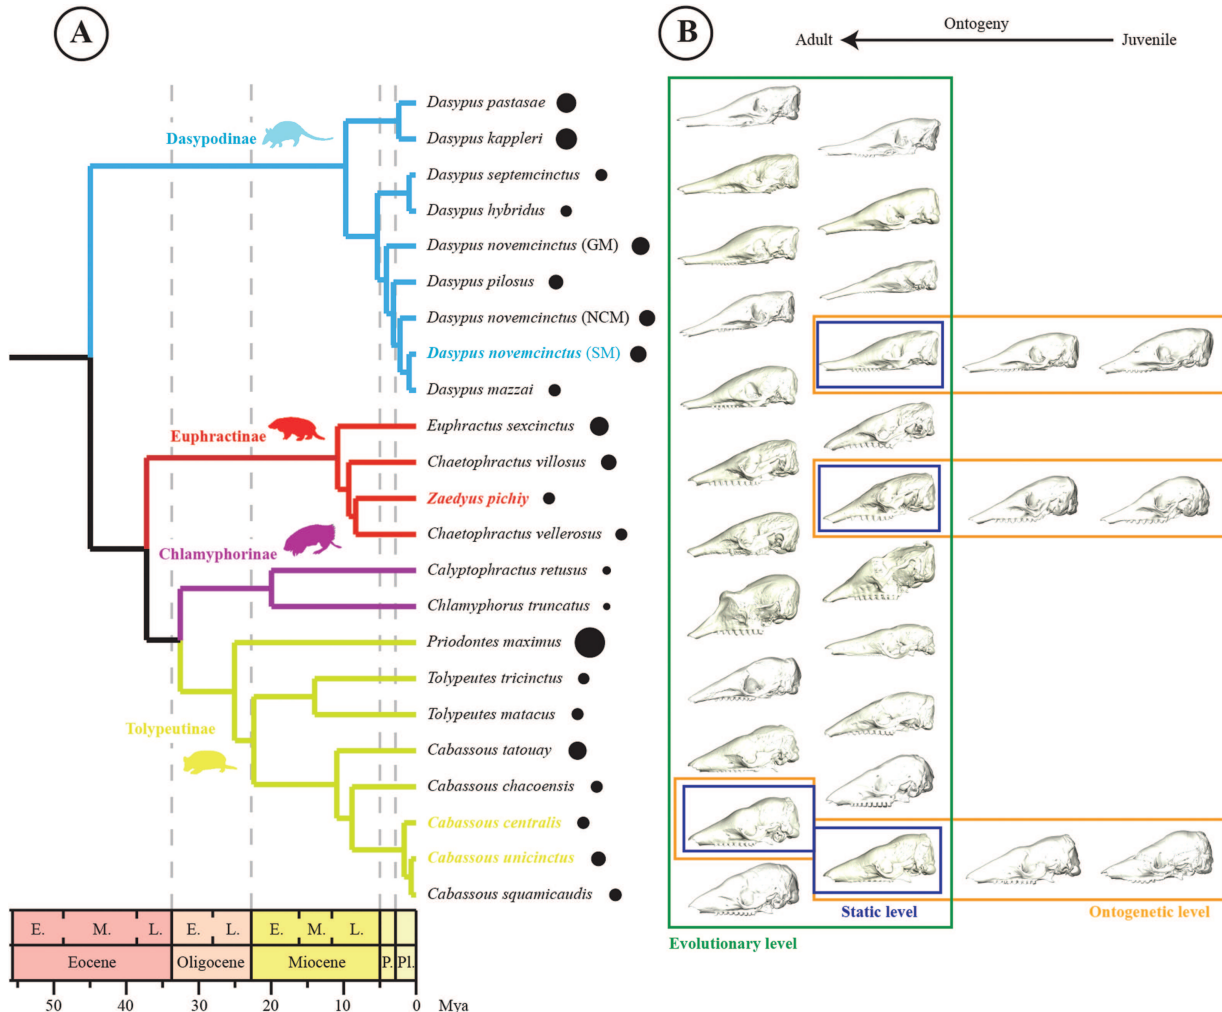 A
B
Ontogeny
Adult
Juvenile
Dasypodinae
Euphractinae
Chlamyphorinae
Tolypeutinae
Dasypus pastasae
Dasypus kappleri
Dasypus septemcinctus
Dasypus hybridus
Dasypus novemcinctus (GM)
Dasypus pilosus
Dasypus novemcinctus (NCM)
Dasypus novemcinctus (SM)
Dasypus mazzai
Euphractus sexcinctus
Chaetophractus villosus
Zaedyus pichiy
Chaetophractus vellerosus
Calyptophractus retusus
Chlamyphorus truncatus
Priodontes maximus
Tolypeutes tricinctus
Tolypeutes matacus
Cabassous tatouay
Cabassous chacoensis
Cabassous centralis
Cabassous unicinctus
Cabassous squamicaudis
Static level
Ontogenetic level
Evolutionary level
E. M. L. E. L. E. M. L.
Eocene Oligocene Miocene P. Pl.
50 40 30 20 10 0 Mya